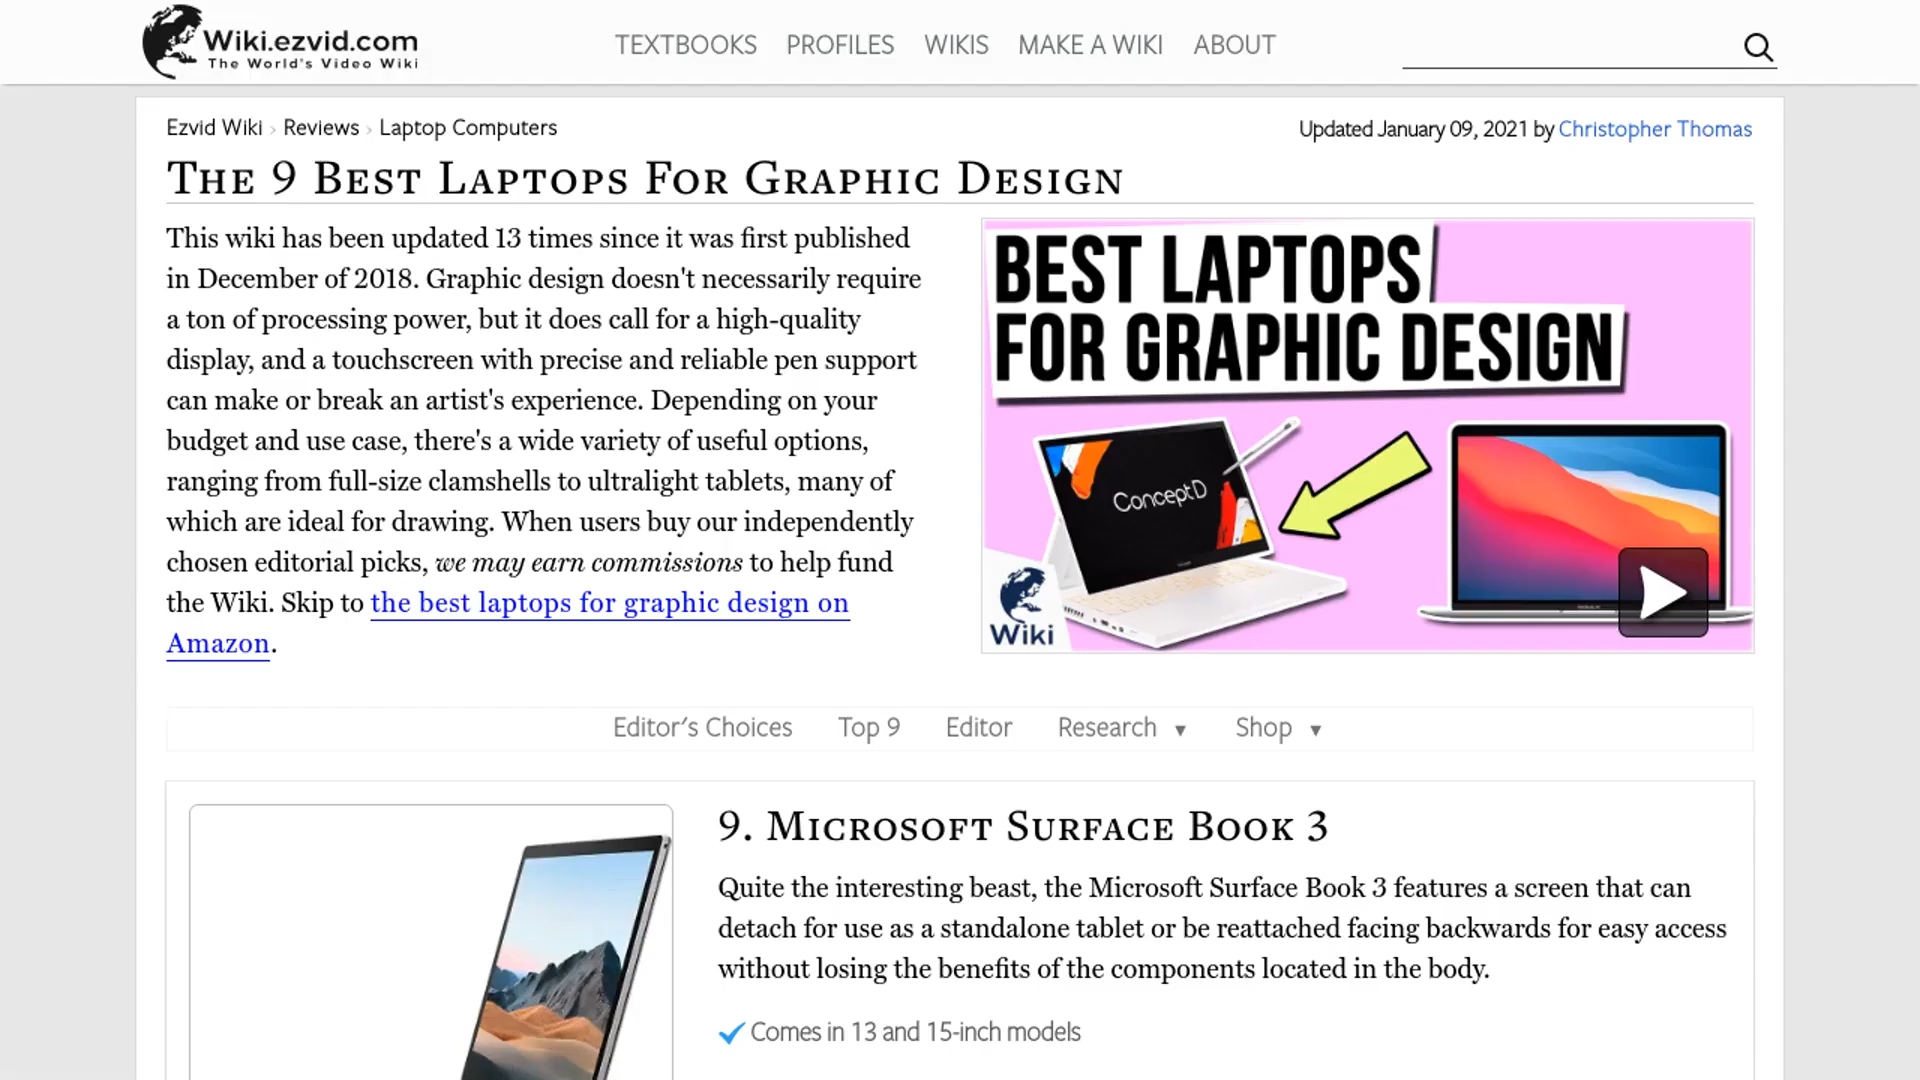 Wiki.ezvid.com
The World's Video Wiki
TEXTBOOKS PROFILES WIKIS MAKE A WIKI ABOUT
Ezvid Wiki › Reviews › Laptop Computers
Updated January 09, 2021 by Christopher Thomas
The 9 Best Laptops For Graphic Design
This wiki has been updated 13 times since it was first published
in December of 2018. Graphic design doesn't necessarily require
a ton of processing power, but it does call for a high-quality
display, and a touchscreen with precise and reliable pen support
can make or break an artist's experience. Depending on your
budget and use case, there's a wide variety of useful options,
ranging from full-size clamshells to ultralight tablets, many of
which are ideal for drawing. When users buy our independently
chosen editorial picks, we may earn commissions to help fund
the Wiki. Skip to the best laptops for graphic design on
Amazon.
BEST LAPTOPS
FOR GRAPHIC DESIGN
ConceptD
Wiki
Editor's Choices Top 9 Editor Research ▼ Shop ▼
9. Microsoft Surface Book 3
Quite the interesting beast, the Microsoft Surface Book 3 features a screen that can
detach for use as a standalone tablet or be reattached facing backwards for easy access
without losing the benefits of the components located in the body.
Comes in 13 and 15-inch models